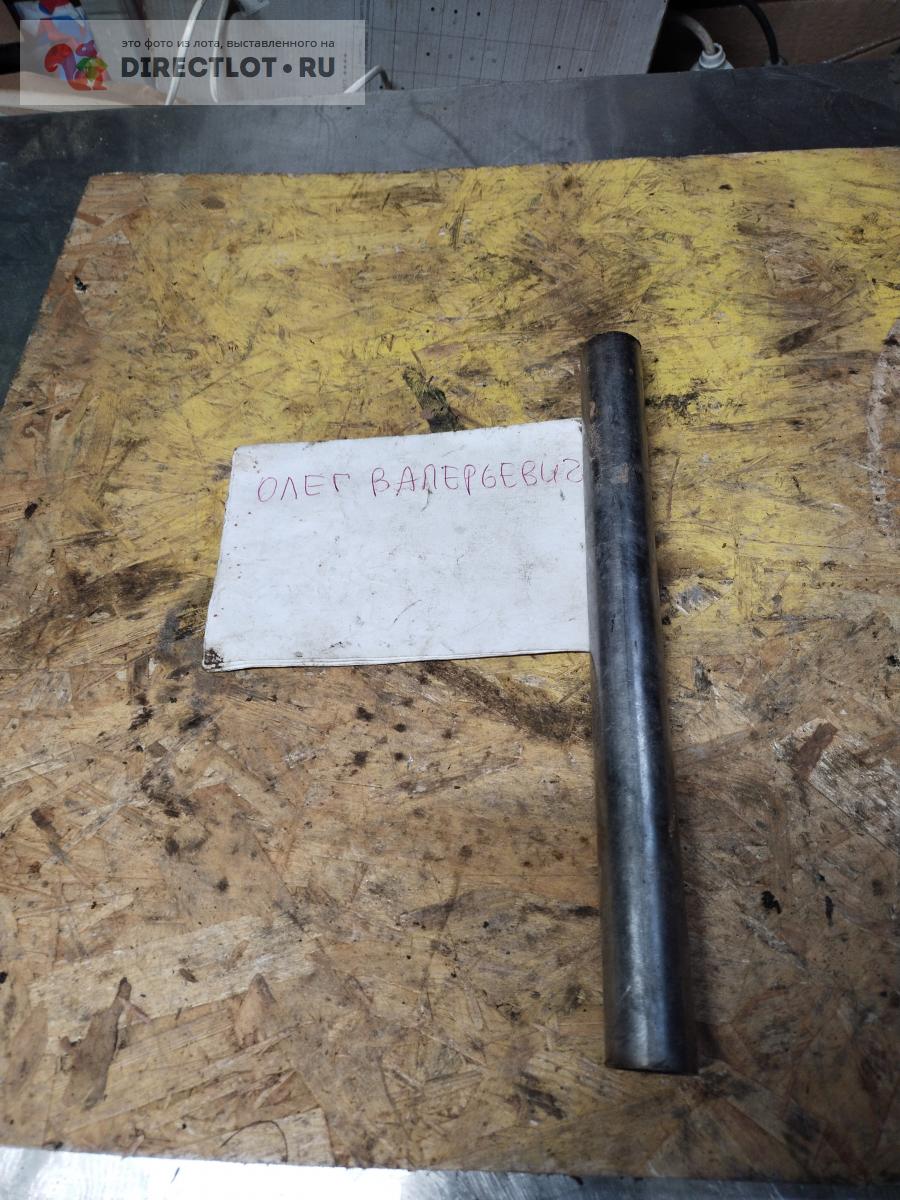 это фото из лота, выставленного на
DIRECTLOT•RU
ОЛЕГ ВАЛЕРЬЕВИЧ